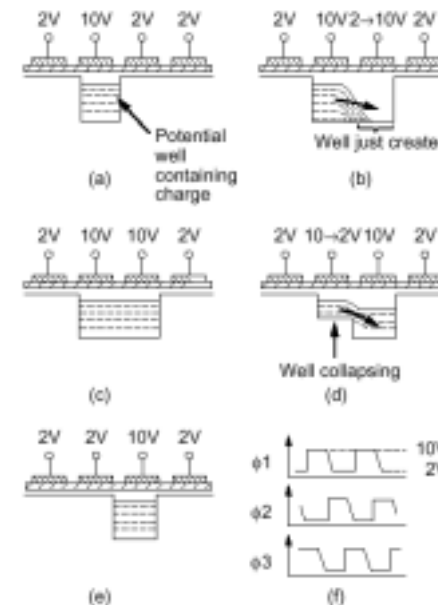 2V 10V 2V 2V
Potential
well
containing
charge
(a)
2V 10V 2→10V 2V
Well just create
(b)
2V 10V 10V 2V
(c)
2V 10→2V 10V 2V
Well collapsing
(d)
2V 2V 10V 2V
(e)
ϕ1
10V
2V
ϕ2
ϕ3
(f)